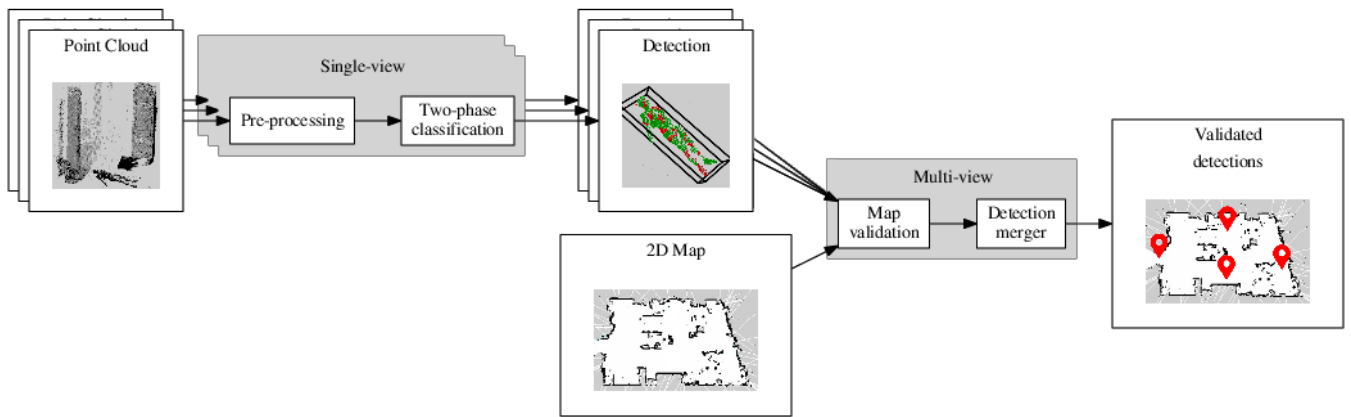 Point Cloud
Single-view
Pre-processing
Two-phase
classification
Detection
2D Map
Multi-view
Map
validation
Detection
merger
Validated
detections